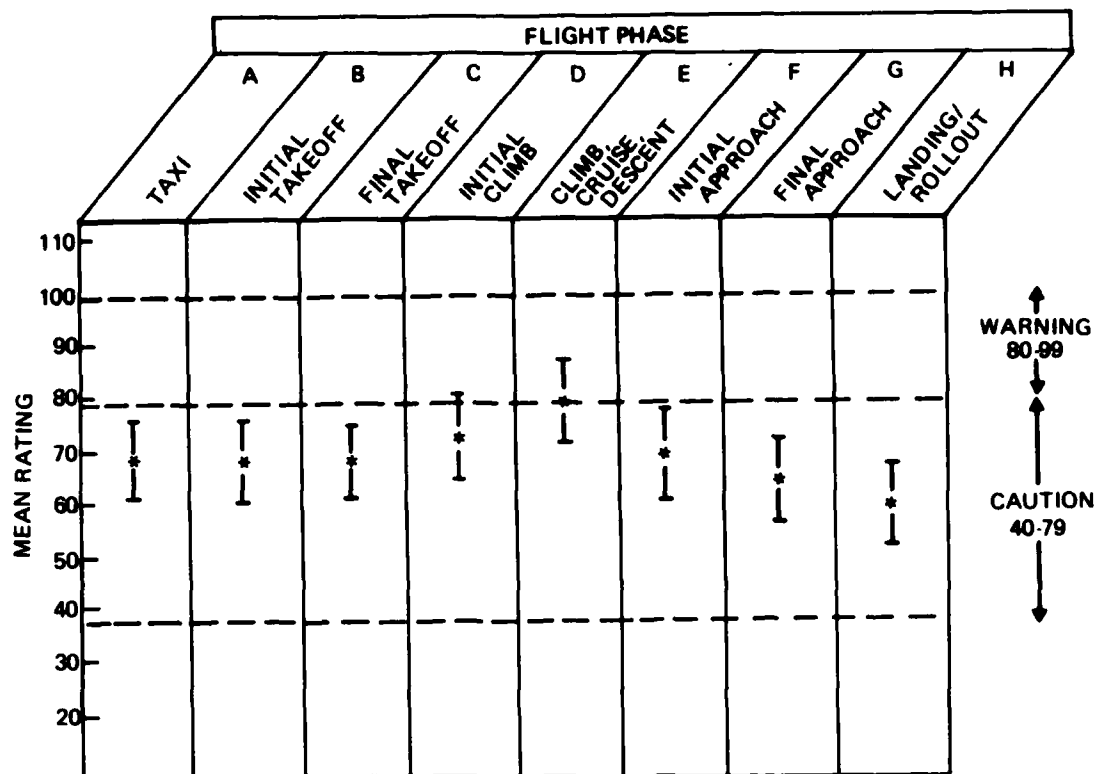 FLIGHT PHASE
A B C D E F G H
TAXI
INITIAL
TAKEOFF
FINAL
TAKEOFF
INITIAL
CLIMB
CLIMB,
CRUISE,
DESCENT
INITIAL
APPROACH
FINAL
APPROACH
LANDING/
ROLLOUT
MEAN RATING
110
100
90
80
70
60
50
40
30
20
WARNING
80-99
CAUTION
40-79